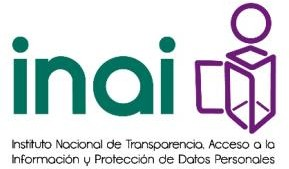 inai
Instituto Nacional de Transparencia, Acceso a la
Información y Protección de Datos Personales